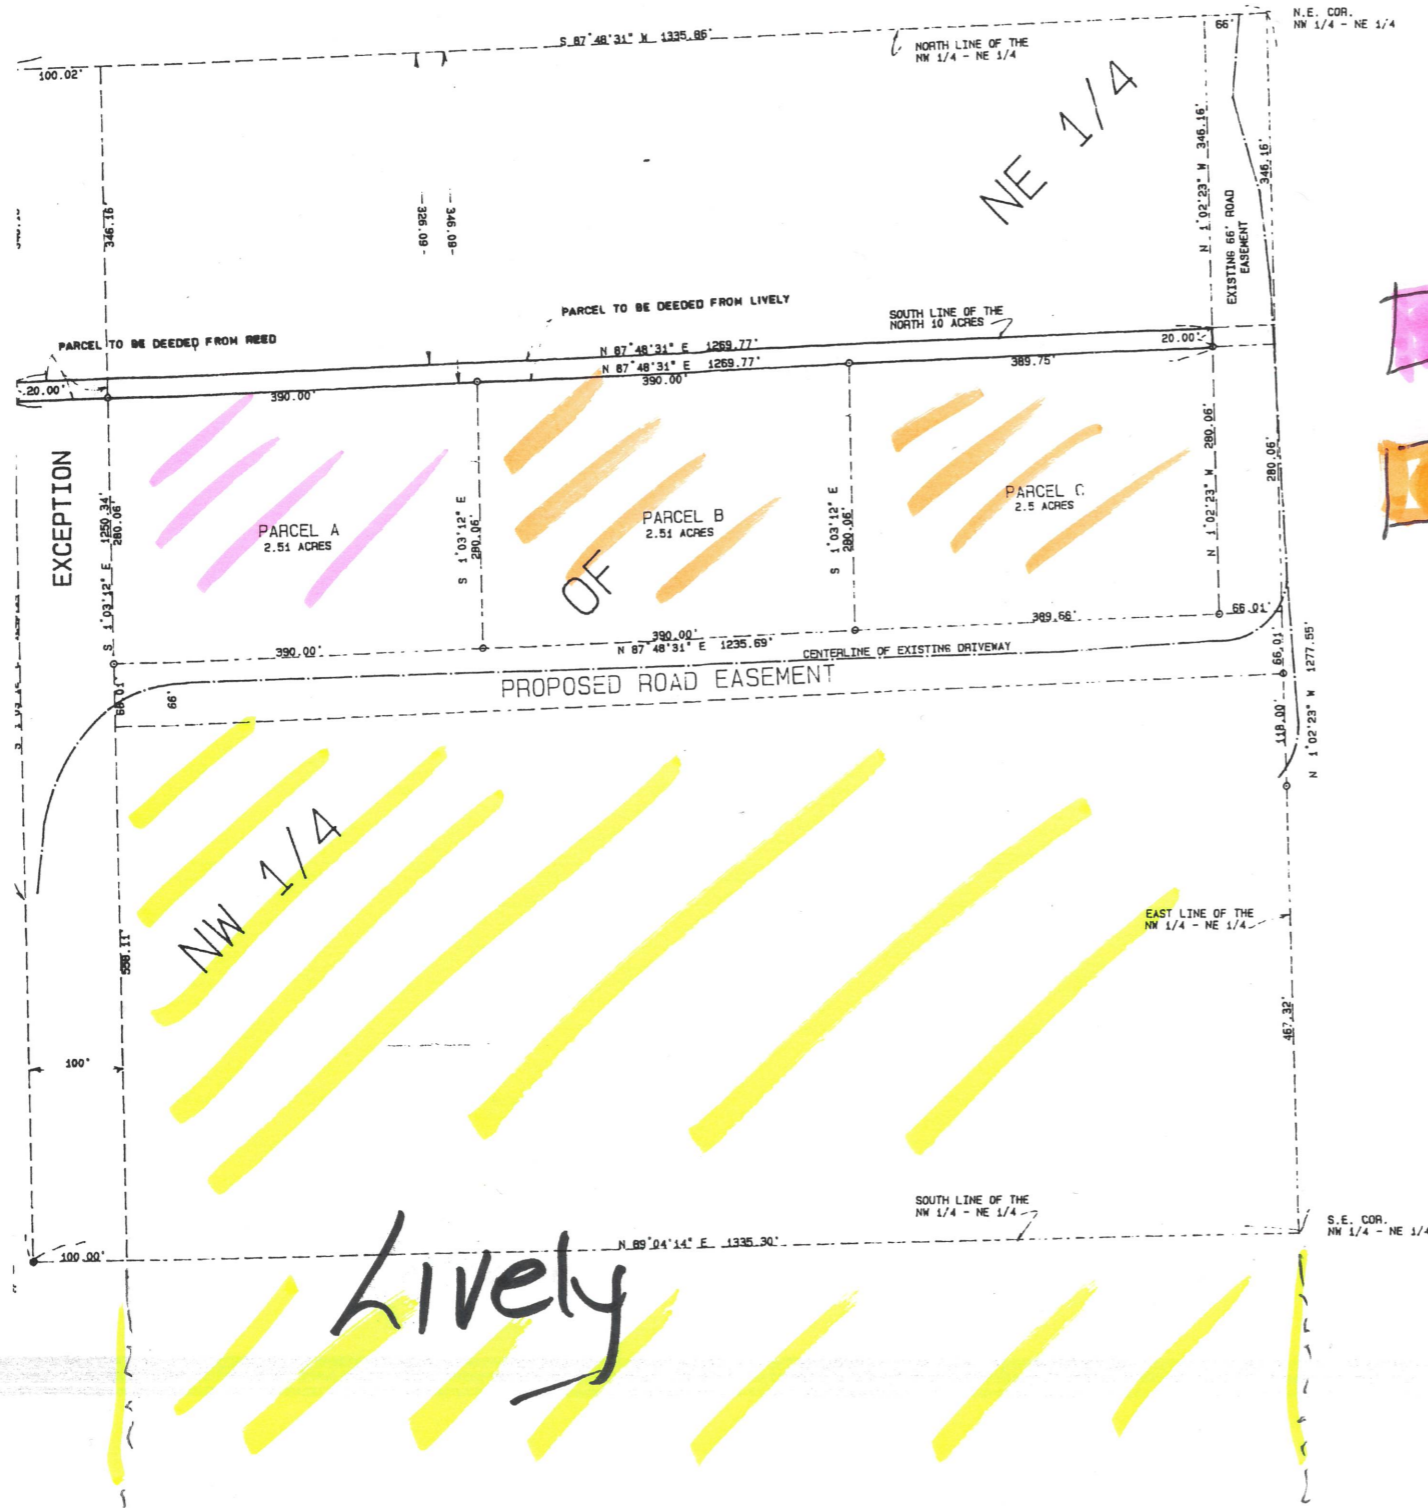 N.E. COR.
NW 1/4 - NE 1/4
S 87°48'31" W 1335.86'
66'
NORTH LINE OF THE
NW 1/4 - NE 1/4
100.02'
NE 1/4
346.16'
326.09
346.09
N 1°02'23" W 346.16'
346.16'
EXISTING 66' ROAD
EASEMENT
PARCEL TO BE DEEDED FROM LIVELY
SOUTH LINE OF THE
NORTH 10 ACRES
PARCEL TO BE DEEDED FROM REED
N 87°48'31" E 1269.77'
20.00'
N 87°48'31" E 1269.77'
389.75'
20.00'
390.00'
390.00'
EXCEPTION
S 1°03'12" E 1250.34'
280.06'
PARCEL A
2.51 ACRES
S 1°03'12" E
280.06'
PARCEL B
2.51 ACRES
OF
S 1°03'12" E
280.06'
PARCEL C
2.5 ACRES
N 1°02'23" W 280.06'
280.06'
390.00'
390.00'
N 87°48'31" E 1235.69'
389.66'
66.01'
CENTERLINE OF EXISTING DRIVEWAY
PROPOSED ROAD EASEMENT
66.01'
66'
66.01'
118.00'
N 1°02'23" W 1277.55'
NW 1/4
558.11'
EAST LINE OF THE
NW 1/4 - NE 1/4
467.32'
100'
SOUTH LINE OF THE
NW 1/4 - NE 1/4
S.E. COR.
NW 1/4 - NE 1/4
100.00'
N 89°04'14" E 1335.30'
Lively